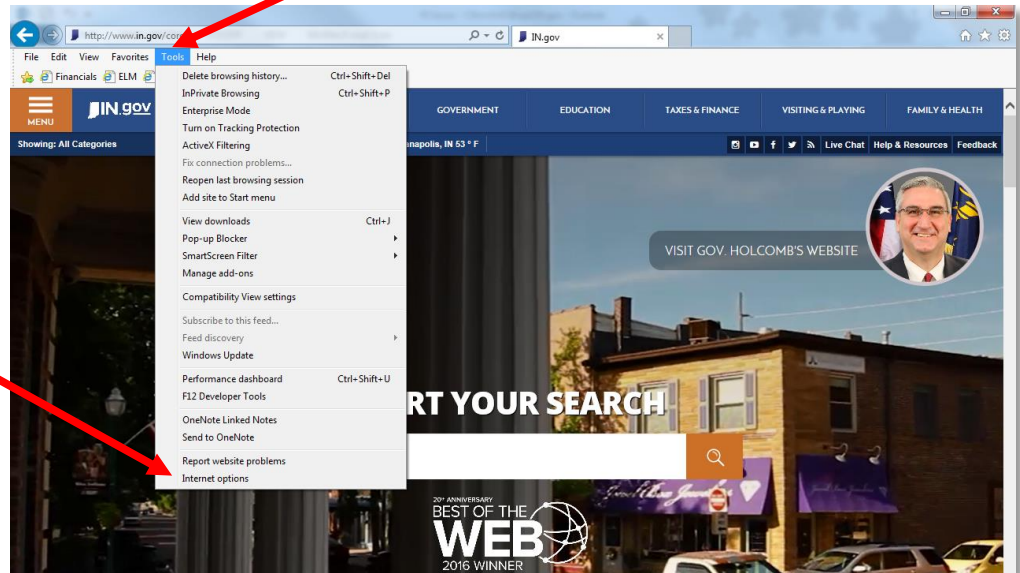 http://www.in.gov/cor
IN.gov
File Edit View Favorites Tools Help
Financials ELM
Delete browsing history... Ctrl+Shift+Del
InPrivate Browsing Ctrl+Shift+P
Enterprise Mode
Turn on Tracking Protection
ActiveX Filtering
Fix connection problems...
Reopen last browsing session
Add site to Start menu
View downloads Ctrl+J
Pop-up Blocker
SmartScreen Filter
Manage add-ons
Compatibility View settings
Subscribe to this feed...
Feed discovery
Windows Update
Performance dashboard Ctrl+Shift+U
F12 Developer Tools
OneNote Linked Notes
Send to OneNote
Report website problems
Internet options
MENU IN.gov GOVERNMENT EDUCATION TAXES & FINANCE VISITING & PLAYING FAMILY & HEALTH
Showing: All Categories napolis, IN 53 ° F Live Chat Help & Resources Feedback
VISIT GOV. HOLCOMB'S WEBSITE
RT YOUR SEARCH
20th ANNIVERSARY
BEST OF THE
WEB
2016 WINNER